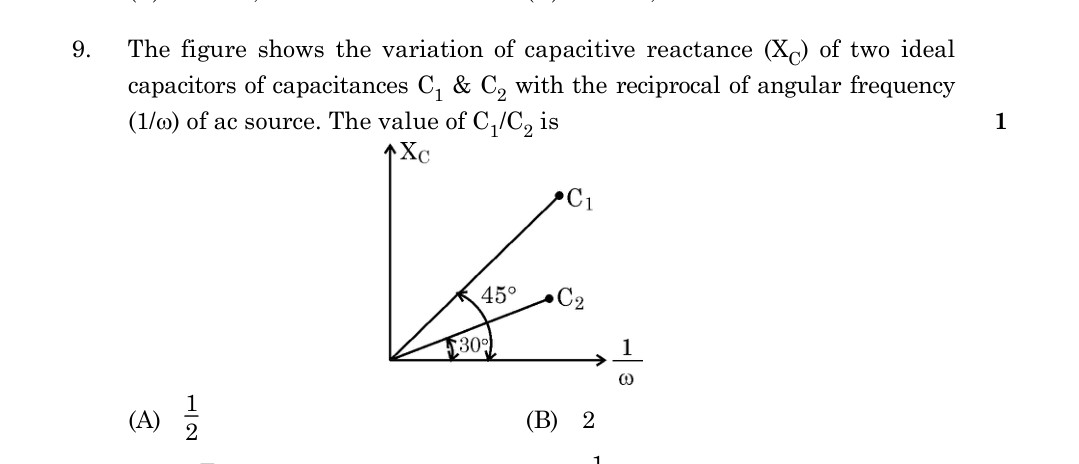 9. The figure shows the variation of capacitive reactance (X_C) of two ideal
capacitors of capacitances C₁ & C₂ with the reciprocal of angular frequency
(1/ω) of ac source. The value of C₁/C₂ is 1
X_C
C₁
45°
C₂
30°
1/ω
(A) 1/2 (B) 2